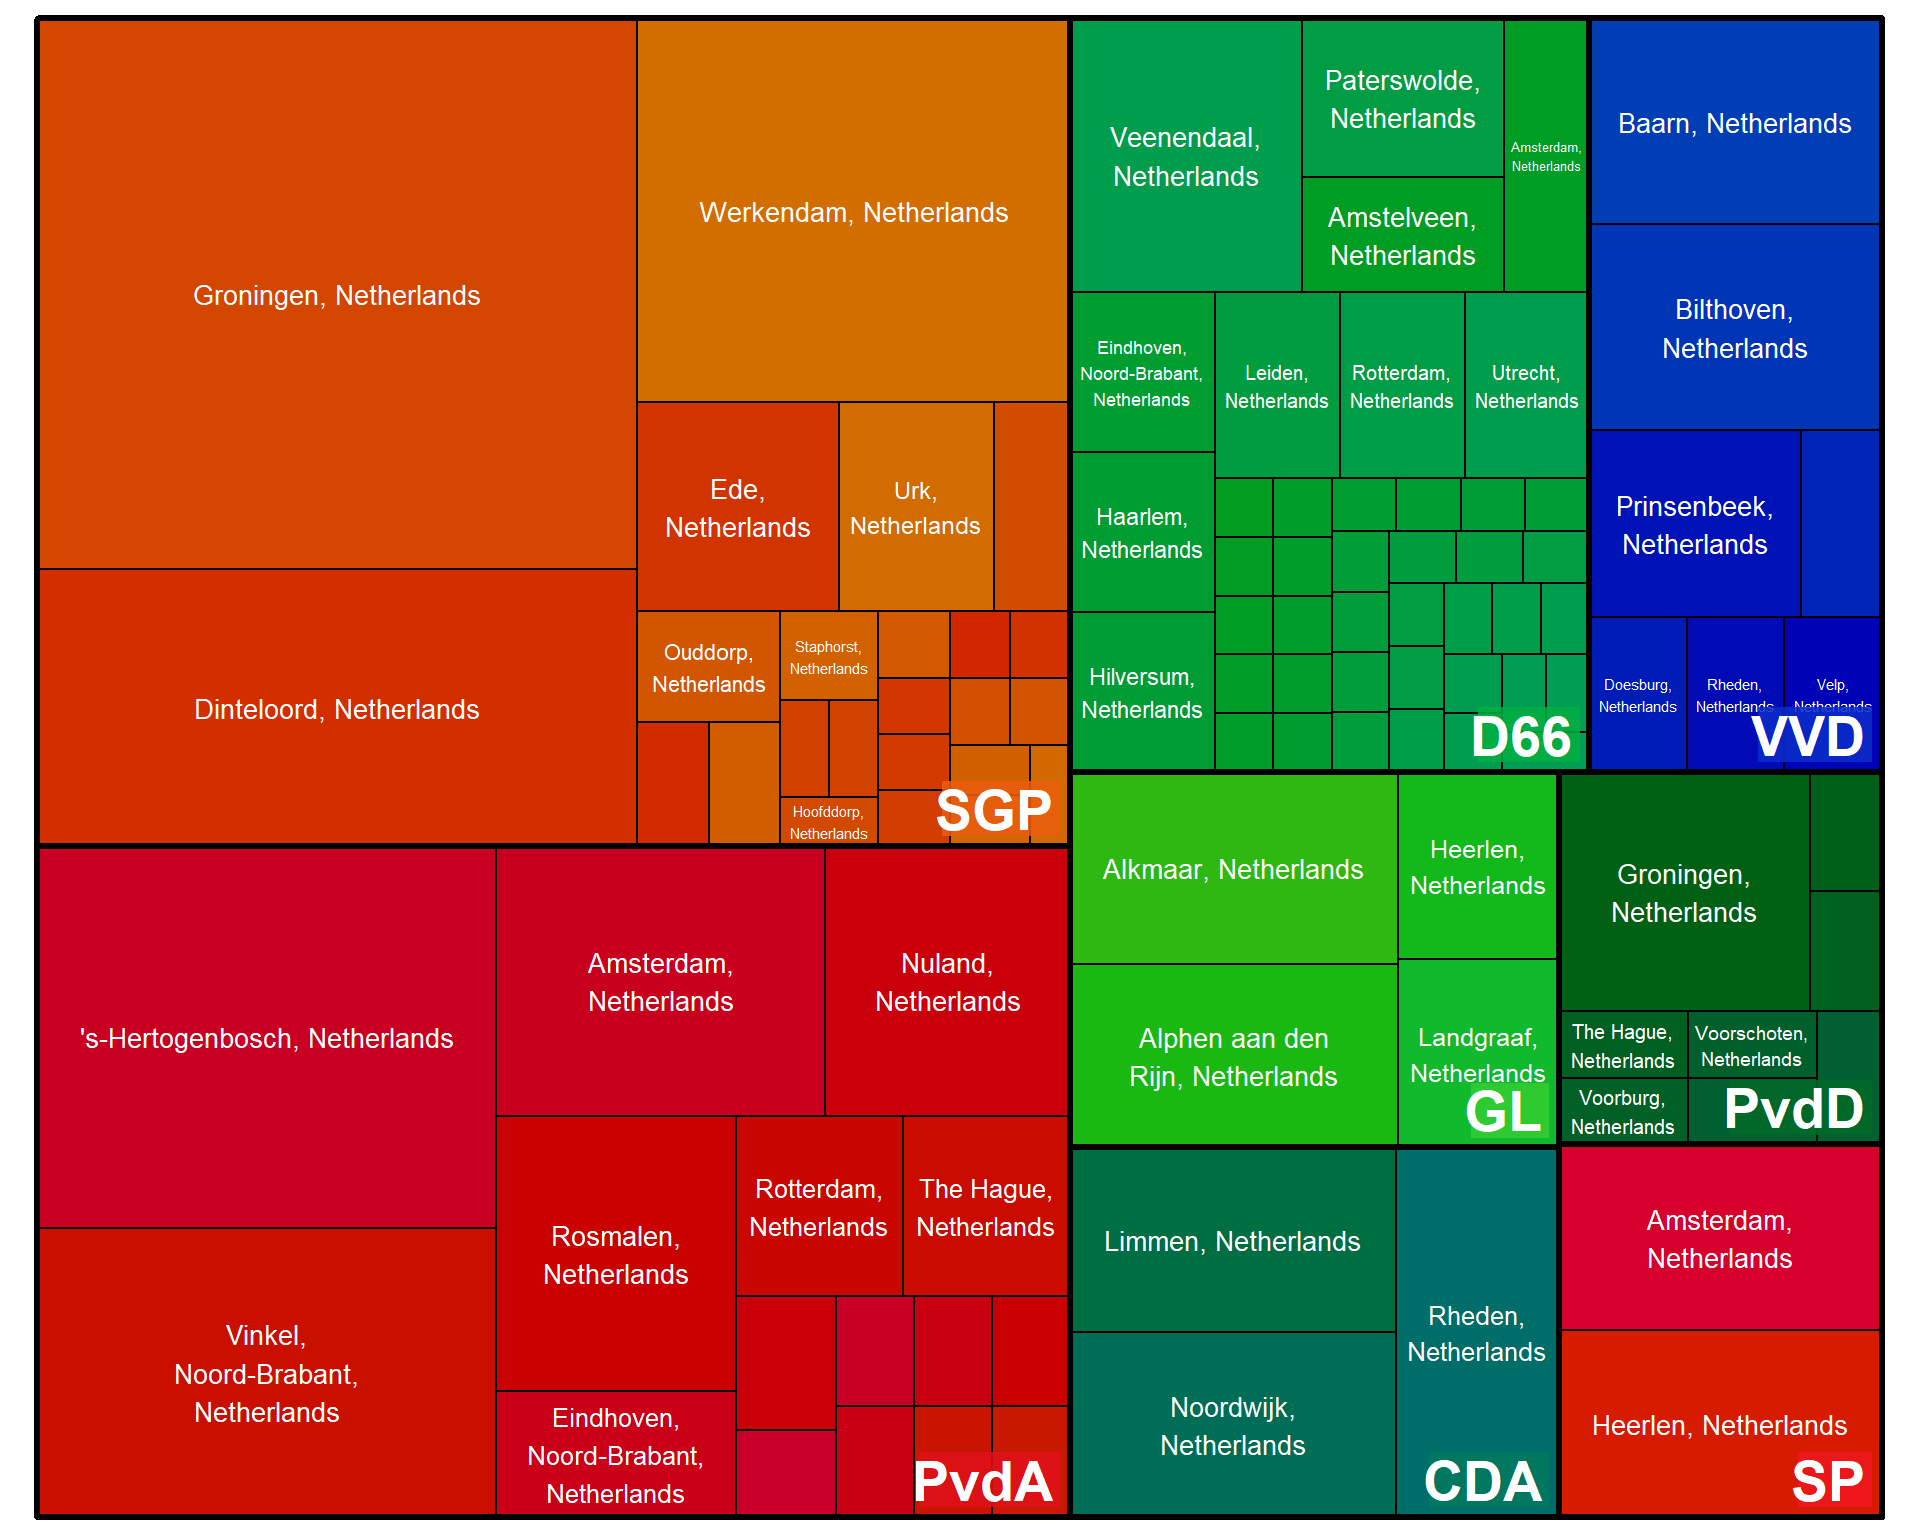 Groningen, Netherlands
Dinteloord, Netherlands
Werkendam, Netherlands
Ede,
Netherlands
Urk,
Netherlands
Ouddorp,
Netherlands
Staphorst,
Netherlands
Hoofddorp,
Netherlands
SGP
's-Hertogenbosch, Netherlands
Vinkel,
Noord-Brabant,
Netherlands
Amsterdam,
Netherlands
Nuland,
Netherlands
Rosmalen,
Netherlands
Rotterdam,
Netherlands
The Hague,
Netherlands
Eindhoven,
Noord-Brabant,
Netherlands
PvdA
Veenendaal,
Netherlands
Paterswolde,
Netherlands
Amstelveen,
Netherlands
Amsterdam,
Netherlands
Eindhoven,
Noord-Brabant,
Netherlands
Leiden,
Netherlands
Rotterdam,
Netherlands
Utrecht,
Netherlands
Haarlem,
Netherlands
Hilversum,
Netherlands
D66
Baarn, Netherlands
Bilthoven,
Netherlands
Prinsenbeek,
Netherlands
Doesburg,
Netherlands
Rheden,
Netherlands
Velp,
Netherlands
VVD
Alkmaar, Netherlands
Alphen aan den
Rijn, Netherlands
Heerlen,
Netherlands
Landgraaf,
Netherlands
GL
Groningen,
Netherlands
The Hague,
Netherlands
Voorschoten,
Netherlands
Voorburg,
Netherlands
PvdD
Limmen, Netherlands
Noordwijk,
Netherlands
Rheden,
Netherlands
CDA
Amsterdam,
Netherlands
Heerlen, Netherlands
SP